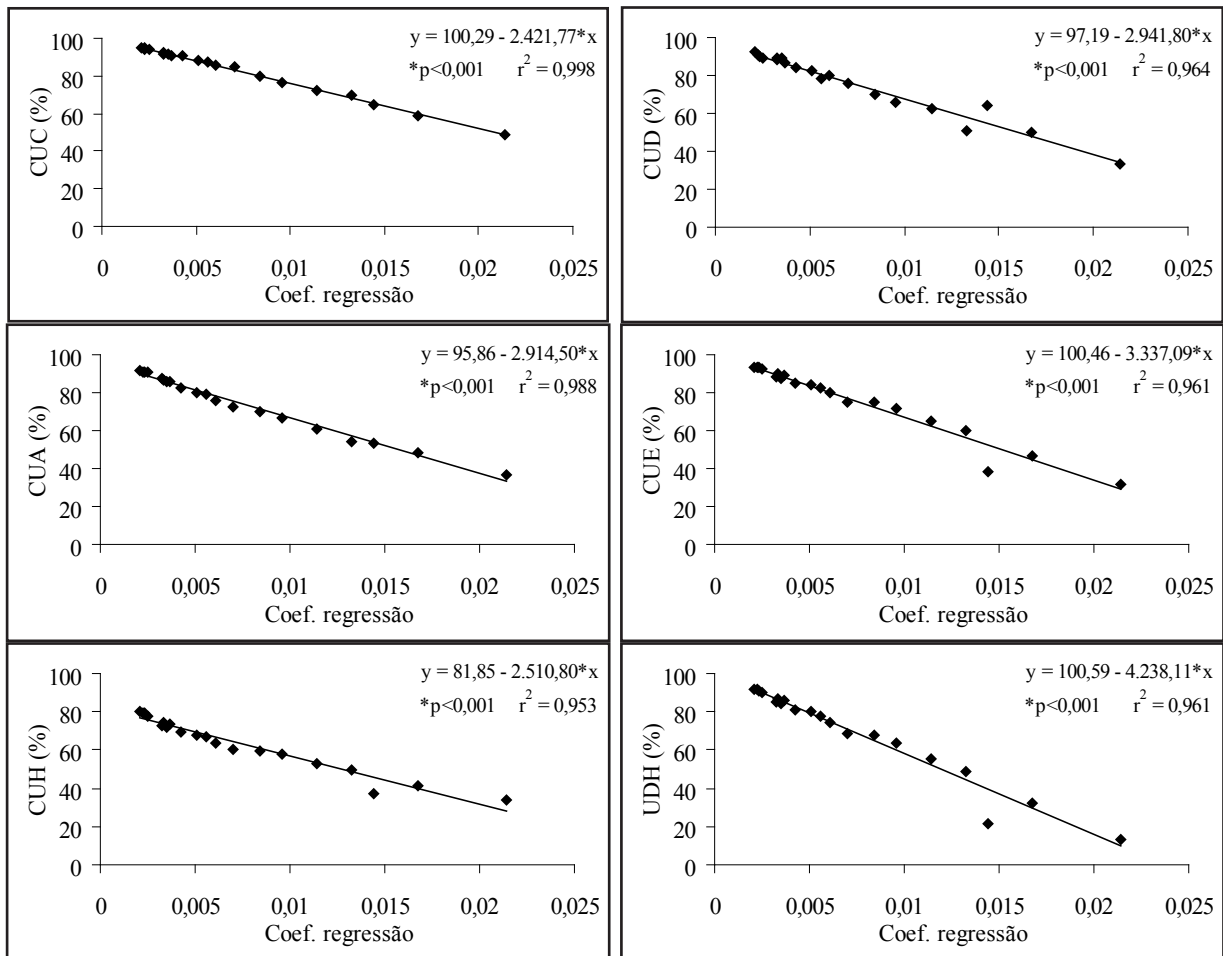 y = 100,29 - 2.421,77*x
*p<0,001 r² = 0,998
CUC (%)
100
80
60
40
20
0
0 0,005 0,01 0,015 0,02 0,025
Coef. regressão
y = 97,19 - 2.941,80*x
*p<0,001 r² = 0,964
CUD (%)
100
80
60
40
20
0
0 0,005 0,01 0,015 0,02 0,025
Coef. regressão
y = 95,86 - 2.914,50*x
*p<0,001 r² = 0,988
CUA (%)
100
80
60
40
20
0
0 0,005 0,01 0,015 0,02 0,025
Coef. regressão
y = 100,46 - 3.337,09*x
*p<0,001 r² = 0,961
CUE (%)
100
80
60
40
20
0
0 0,005 0,01 0,015 0,02 0,025
Coef. regressão
y = 81,85 - 2.510,80*x
*p<0,001 r² = 0,953
CUH (%)
100
80
60
40
20
0
0 0,005 0,01 0,015 0,02 0,025
Coef. regressão
y = 100,59 - 4.238,11*x
*p<0,001 r² = 0,961
UDH (%)
100
80
60
40
20
0
0 0,005 0,01 0,015 0,02 0,025
Coef. regressão